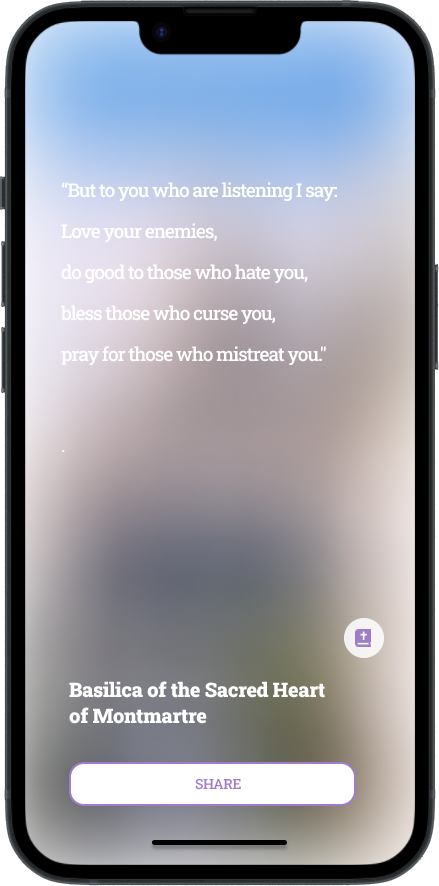 "But to you who are listening I say:
Love your enemies,
do good to those who hate you,
bless those who curse you,
pray for those who mistreat you."
.
Basilica of the Sacred Heart
of Montmartre
SHARE